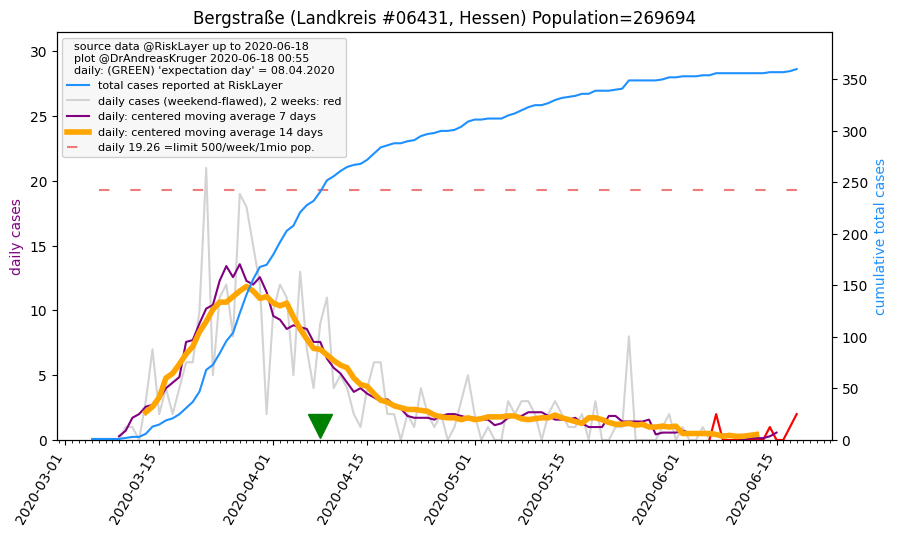 Bergstraße (Landkreis #06431, Hessen) Population=269694
source data @RiskLayer up to 2020-06-18
plot @DrAndreasKruger 2020-06-18 00:55
daily: (GREEN) 'expectation day' = 08.04.2020
total cases reported at RiskLayer
daily cases (weekend-flawed), 2 weeks: red
daily: centered moving average 7 days
daily: centered moving average 14 days
daily 19.26 =limit 500/week/1mio pop.
daily cases
30
25
20
15
10
5
0
350
300
250
200
150
100
50
0
cumulative total cases
2020-03-01
2020-03-15
2020-04-01
2020-04-15
2020-05-01
2020-05-15
2020-06-01
2020-06-15